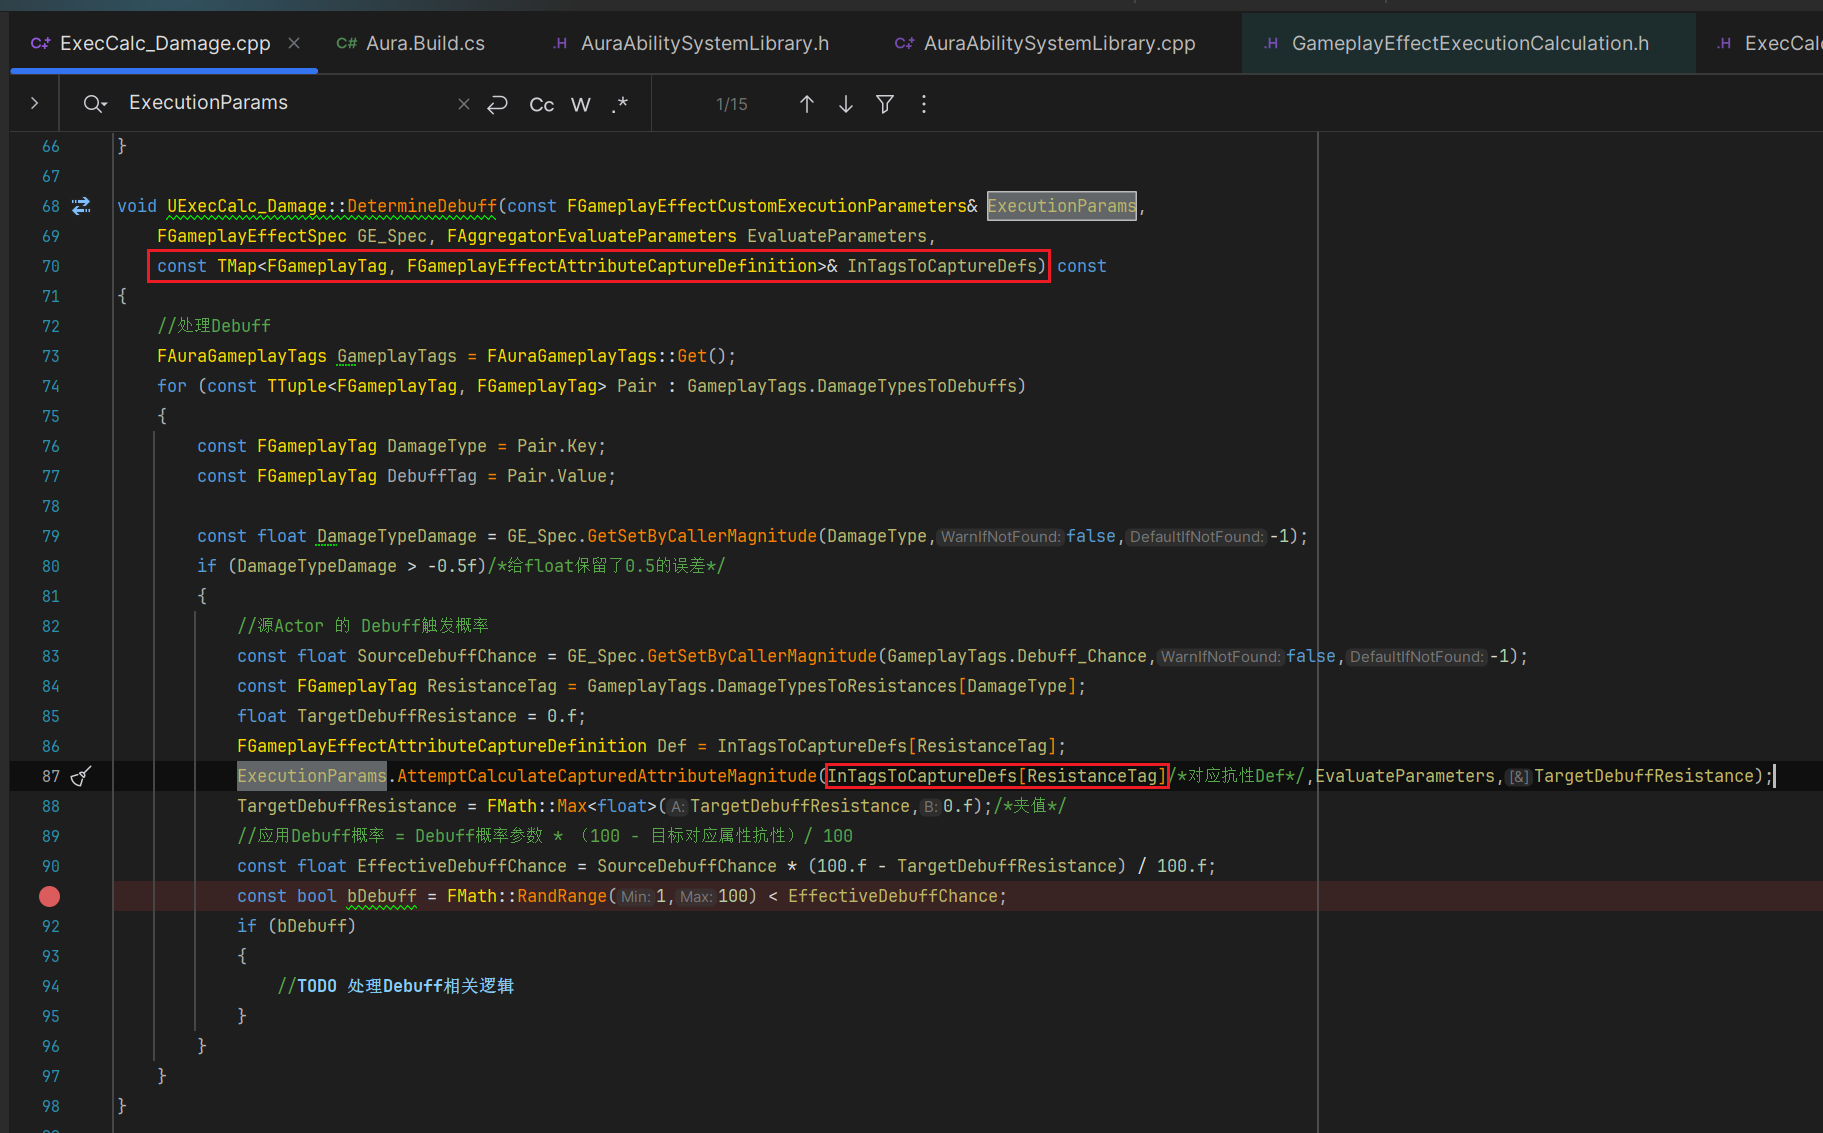 C++ ExecCalc_Damage.cpp × C# Aura.Build.cs .H AuraAbilitySystemLibrary.h C++ AuraAbilitySystemLibrary.cpp .H GameplayEffectExecutionCalculation.h .H ExecCal
ExecutionParams × Cc W .* 1/15
66 }
67
68 void UExecCalc_Damage::DetermineDebuff(const FGameplayEffectCustomExecutionParameters& ExecutionParams,
69 FGameplayEffectSpec GE_Spec, FAggregatorEvaluateParameters EvaluateParameters,
70 const TMap<FGameplayTag, FGameplayEffectAttributeCaptureDefinition>& InTagsToCaptureDefs) const
71 {
72 //处理Debuff
73 FAuraGameplayTags GameplayTags = FAuraGameplayTags::Get();
74 for (const TTuple<FGameplayTag, FGameplayTag> Pair : GameplayTags.DamageTypesToDebuffs)
75 {
76 const FGameplayTag DamageType = Pair.Key;
77 const FGameplayTag DebuffTag = Pair.Value;
78
79 const float DamageTypeDamage = GE_Spec.GetSetByCallerMagnitude(DamageType, WarnIfNotFound: false, DefaultIfNotFound: -1);
80 if (DamageTypeDamage > -0.5f)/*给float保留了0.5的误差*/
81 {
82 //源Actor 的 Debuff触发概率
83 const float SourceDebuffChance = GE_Spec.GetSetByCallerMagnitude(GameplayTags.Debuff_Chance, WarnIfNotFound: false, DefaultIfNotFound: -1);
84 const FGameplayTag ResistanceTag = GameplayTags.DamageTypesToResistances[DamageType];
85 float TargetDebuffResistance = 0.f;
86 FGameplayEffectAttributeCaptureDefinition Def = InTagsToCaptureDefs[ResistanceTag];
87 ExecutionParams.AttemptCalculateCapturedAttributeMagnitude(InTagsToCaptureDefs[ResistanceTag]/*对应抗性Def*/,EvaluateParameters, [&] TargetDebuffResistance);
88 TargetDebuffResistance = FMath::Max<float>( A: TargetDebuffResistance, B: 0.f);/*夹值*/
89 //应用Debuff概率 = Debuff概率参数 * （100 - 目标对应属性抗性）/ 100
90 const float EffectiveDebuffChance = SourceDebuffChance * (100.f - TargetDebuffResistance) / 100.f;
const bool bDebuff = FMath::RandRange( Min: 1, Max: 100) < EffectiveDebuffChance;
92 if (bDebuff)
93 {
94 //TODO 处理Debuff相关逻辑
95 }
96 }
97 }
98 }